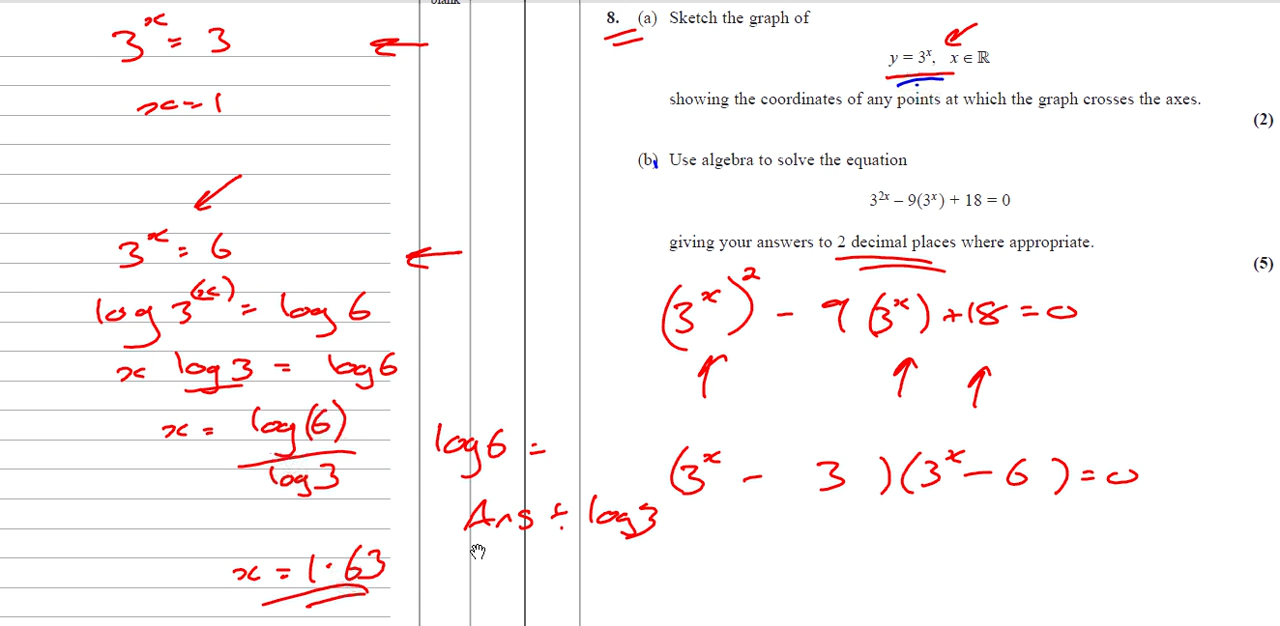 blank
3^x = 3
x = 1
3^x = 6
log 3^(x) = log 6
x log 3 = log 6
x = log(6) / log 3
x = 1.63
log 6 =
Ans ÷ log 3
8. (a) Sketch the graph of
y = 3^x, x ∈ ℝ
showing the coordinates of any points at which the graph crosses the axes.
(2)
(b) Use algebra to solve the equation
3^2x – 9(3^x) + 18 = 0
giving your answers to 2 decimal places where appropriate.
(5)
(3^x)^2 - 9(3^x) + 18 = 0
(3^x - 3)(3^x - 6) = 0